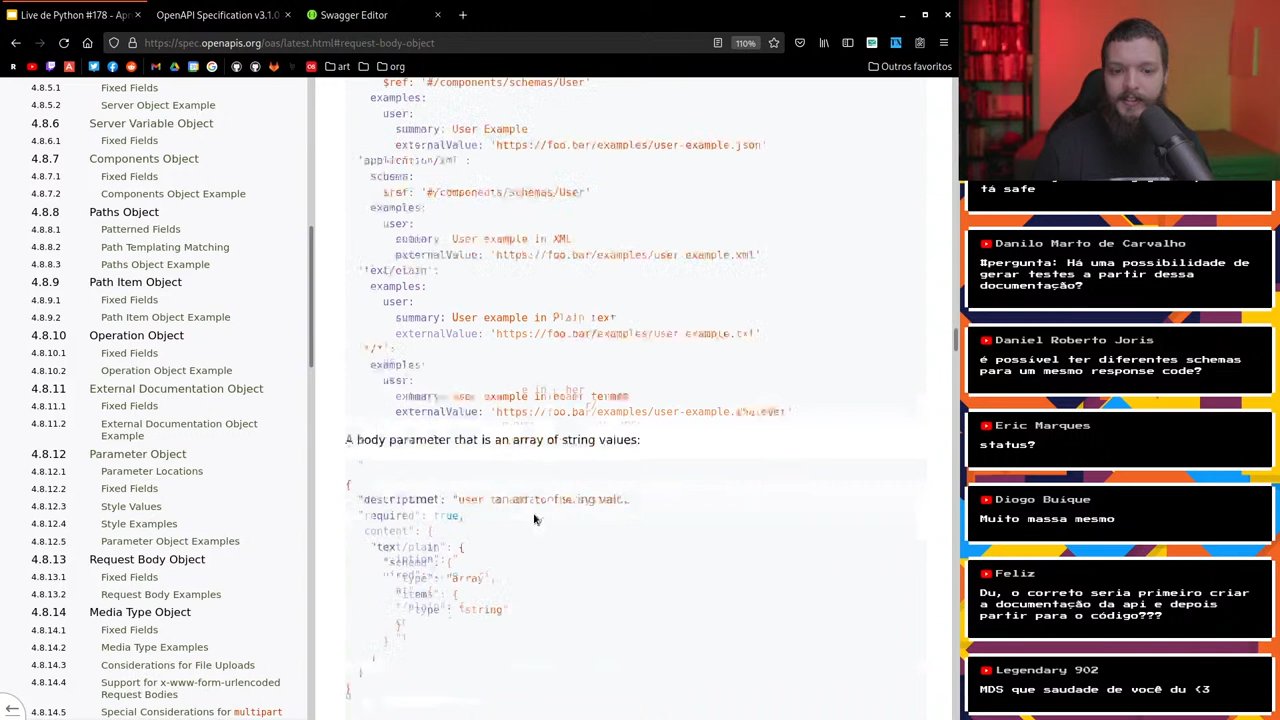 Live de Python #178 - Ap
OpenAPI Specification v3.1.0
Swagger Editor
https://spec.openapis.org/oas/latest.html#request-body-object
110%
art
org
Outros favoritos
4.8.5.1 Fixed Fields
4.8.5.2 Server Object Example
4.8.6 Server Variable Object
4.8.6.1 Fixed Fields
4.8.7 Components Object
4.8.7.1 Fixed Fields
4.8.7.2 Components Object Example
4.8.8 Paths Object
4.8.8.1 Patterned Fields
4.8.8.2 Path Templating Matching
4.8.8.3 Paths Object Example
4.8.9 Path Item Object
4.8.9.1 Fixed Fields
4.8.9.2 Path Item Object Example
4.8.10 Operation Object
4.8.10.1 Fixed Fields
4.8.10.2 Operation Object Example
4.8.11 External Documentation Object
4.8.11.1 Fixed Fields
4.8.11.2 External Documentation Object
Example
4.8.12 Parameter Object
4.8.12.1 Parameter Locations
4.8.12.2 Fixed Fields
4.8.12.3 Style Values
4.8.12.4 Style Examples
4.8.12.5 Parameter Object Examples
4.8.13 Request Body Object
4.8.13.1 Fixed Fields
4.8.13.2 Request Body Examples
4.8.14 Media Type Object
4.8.14.1 Fixed Fields
4.8.14.2 Media Type Examples
4.8.14.3 Considerations for File Uploads
4.8.14.4 Support for x-www-form-urlencoded
Request Bodies
4.8.14.5 Special Considerations for multipart
$ref: '#/components/schemas/User'
examples:
user:
summary: User Example
externalValue: 'https://foo.bar/examples/user-example.json'
schema:
$ref: '#/components/schemas/User'
examples:
user:
summary: User example in XML
externalValue: 'https://foo.bar/examples/user-example.xml'
examples:
user:
summary: User example in Plain text
externalValue: 'https://foo.bar/examples/user-example.txt'
'*/*':
examples:
user:
externalValue: 'https://foo.bar/examples/user-example.
A body parameter that is an array of string values:
{
"required": true,
"content": {
"text/plain": {
"schema": {
"type": "array",
"items": {
"type": "string"
}
}
}
}
tá safe
Danilo Marto de Carvalho
#pergunta: Há uma possibilidade de
gerar testes a partir dessa
documentação?
Daniel Roberto Joris
é possível ter diferentes schemas
para um mesmo response code?
Eric Marques
status?
Diogo Buique
Muito massa mesmo
Feliz
Du, o correto seria primeiro criar
a documentação da api e depois
partir para o código???
Legendary 902
MDS que saudade de você du <3